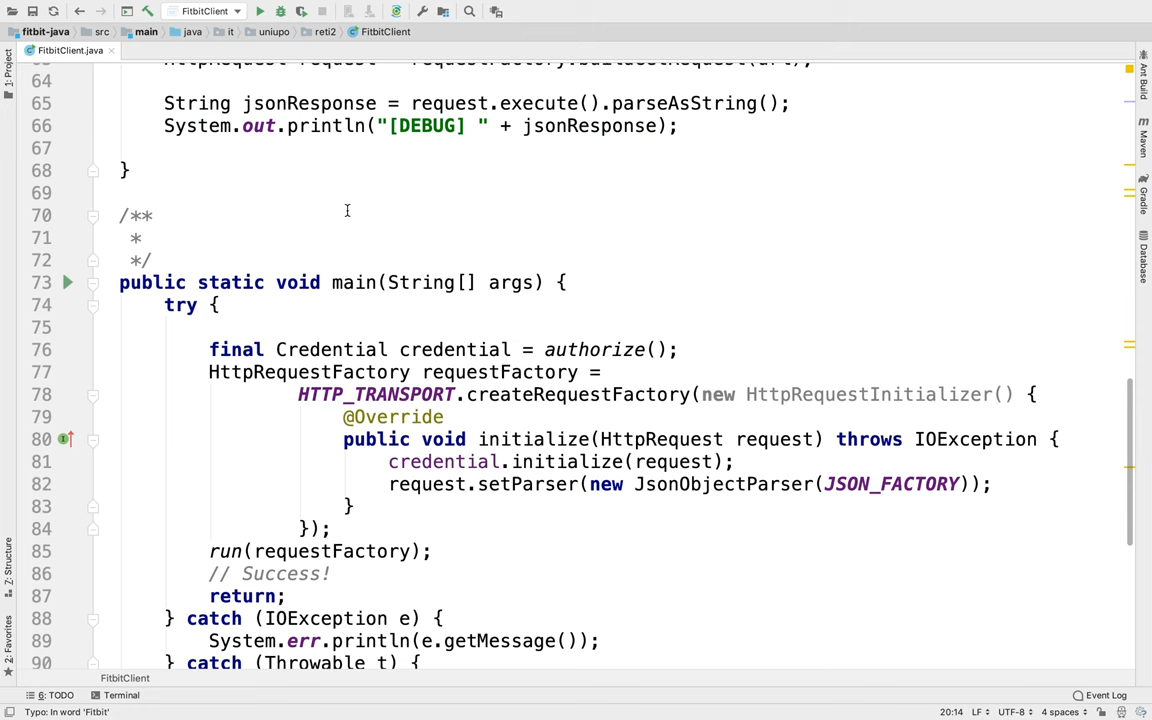 FitbitClient
fitbit-java src main java it uniupo reti2 FitbitClient
FitbitClient.java
1: Project
7: Structure
2: Favorites
Ant Build
Maven
Gradle
Database
64
65 String jsonResponse = request.execute().parseAsString();
66 System.out.println("[DEBUG] " + jsonResponse);
67
68 }
69
70 /**
71 *
72 */
73 public static void main(String[] args) {
74 try {
75
76 final Credential credential = authorize();
77 HttpRequestFactory requestFactory =
78 HTTP_TRANSPORT.createRequestFactory(new HttpRequestInitializer() {
79 @Override
80 public void initialize(HttpRequest request) throws IOException {
81 credential.initialize(request);
82 request.setParser(new JsonObjectParser(JSON_FACTORY));
83 }
84 });
85 run(requestFactory);
86 // Success!
87 return;
88 } catch (IOException e) {
89 System.err.println(e.getMessage());
90 } catch (Throwable t) {
FitbitClient
6: TODO Terminal Event Log
Typo: In word 'Fitbit' 20:14 LF UTF-8 4 spaces